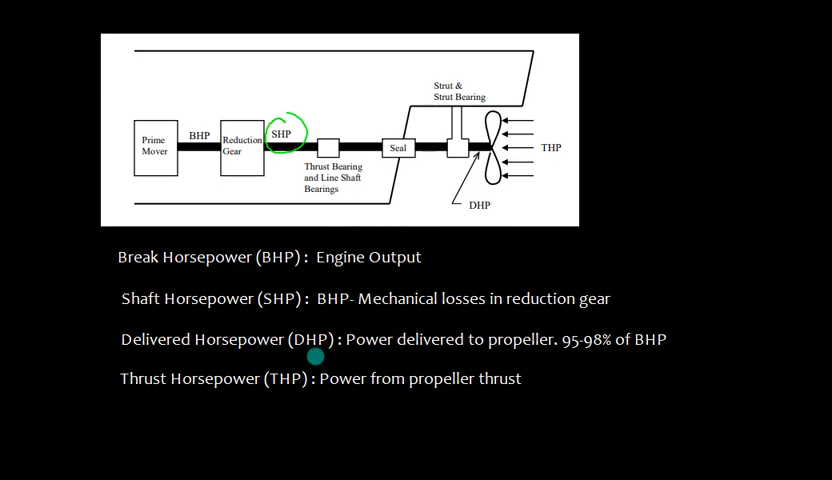 Strut &
Strut Bearing
Prime
Mover
BHP
Reduction
Gear
SHP
Seal
THP
Thrust Bearing
and Line Shaft
Bearings
DHP
Break Horsepower (BHP) : Engine Output
Shaft Horsepower (SHP) : BHP- Mechanical losses in reduction gear
Delivered Horsepower (DHP) : Power delivered to propeller. 95-98% of BHP
Thrust Horsepower (THP) : Power from propeller thrust